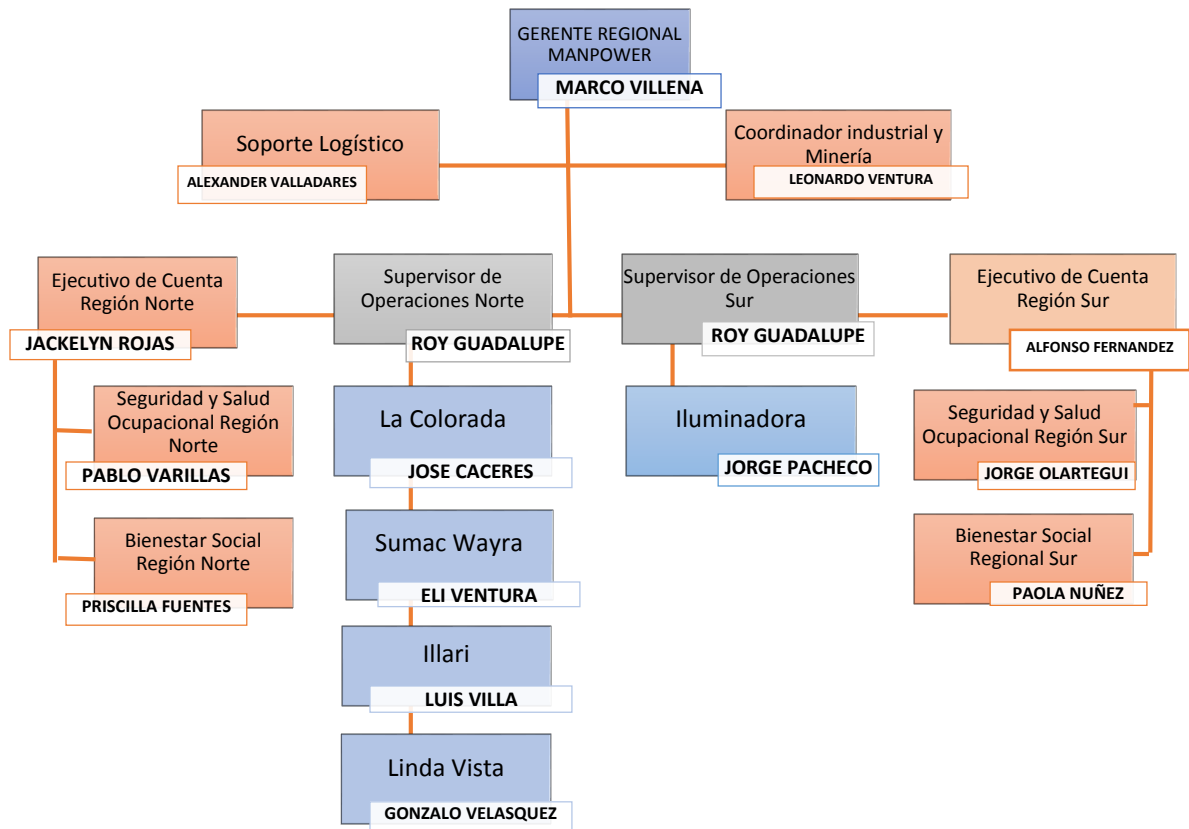 GERENTE REGIONAL
MANPOWER
MARCO VILLENA
Soporte Logístico
ALEXANDER VALLADARES
Coordinador industrial y
Minería
LEONARDO VENTURA
Ejecutivo de Cuenta
Región Norte
JACKELYN ROJAS
Supervisor de
Operaciones Norte
ROY GUADALUPE
Supervisor de Operaciones
Sur
ROY GUADALUPE
Ejecutivo de Cuenta
Región Sur
ALFONSO FERNANDEZ
Seguridad y Salud
Ocupacional Región
Norte
PABLO VARILLAS
La Colorada
JOSE CACERES
Iluminadora
JORGE PACHECO
Seguridad y Salud
Ocupacional Región Sur
JORGE OLARTEGUI
Bienestar Social
Región Norte
PRISCILLA FUENTES
Sumac Wayra
ELI VENTURA
Bienestar Social
Regional Sur
PAOLA NUÑEZ
Illari
LUIS VILLA
Linda Vista
GONZALO VELASQUEZ